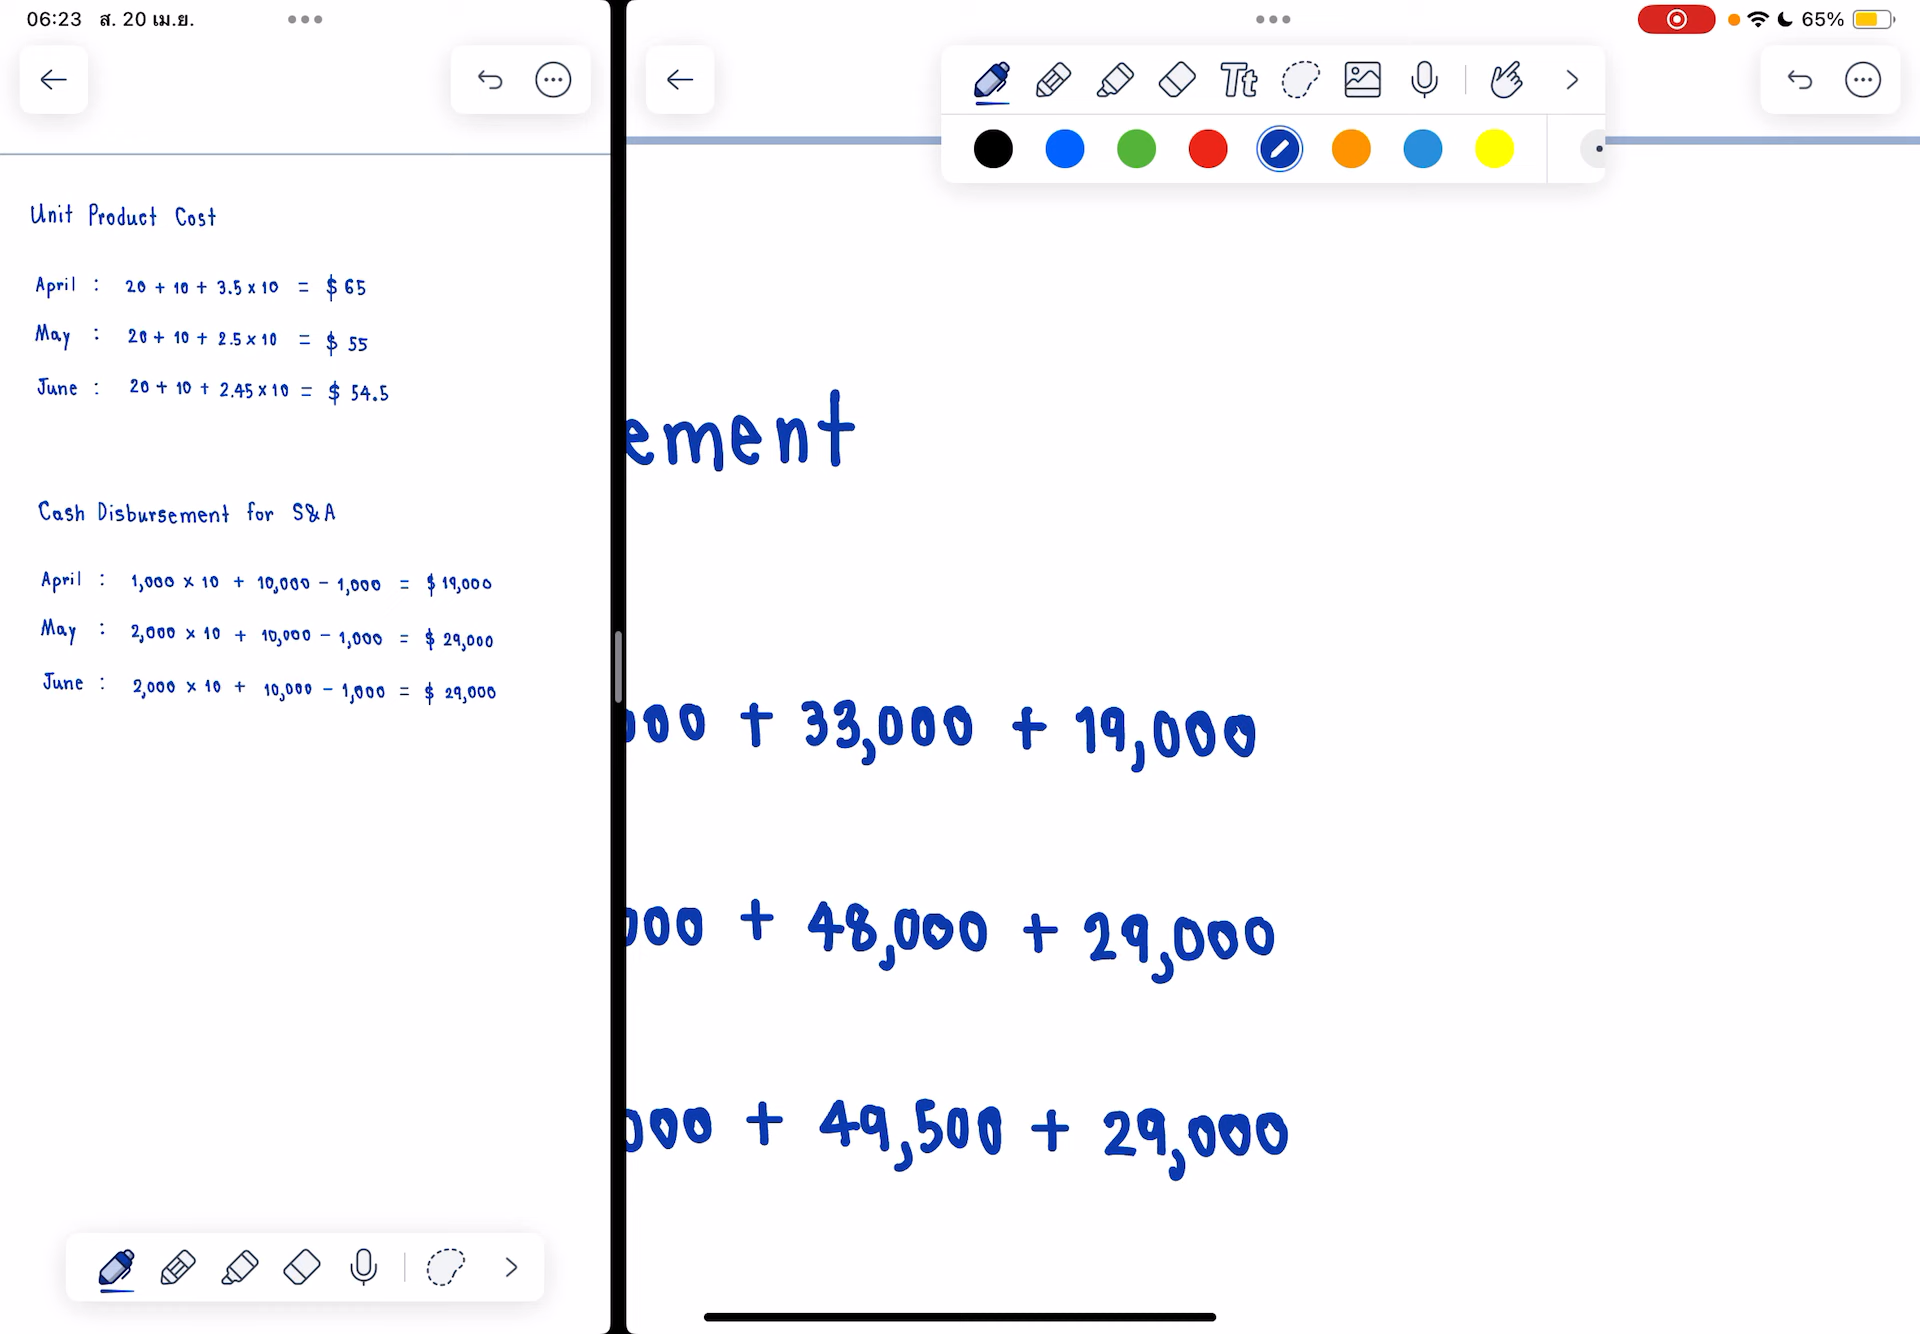 06:23 ส. 20 เม.ย.
65%
Tt
Unit Product Cost
April : 20 + 10 + 3.5 x 10 = $ 65
May : 20 + 10 + 2.5 x 10 = $ 55
June : 20 + 10 + 2.45 x 10 = $ 54.5
Cash Disbursement for S&A
April : 1,000 x 10 + 10,000 - 1,000 = $ 19,000
May : 2,000 x 10 + 10,000 - 1,000 = $ 29,000
June : 2,000 x 10 + 10,000 - 1,000 = $ 29,000
ement
000 + 33,000 + 19,000
000 + 48,000 + 29,000
000 + 49,500 + 29,000